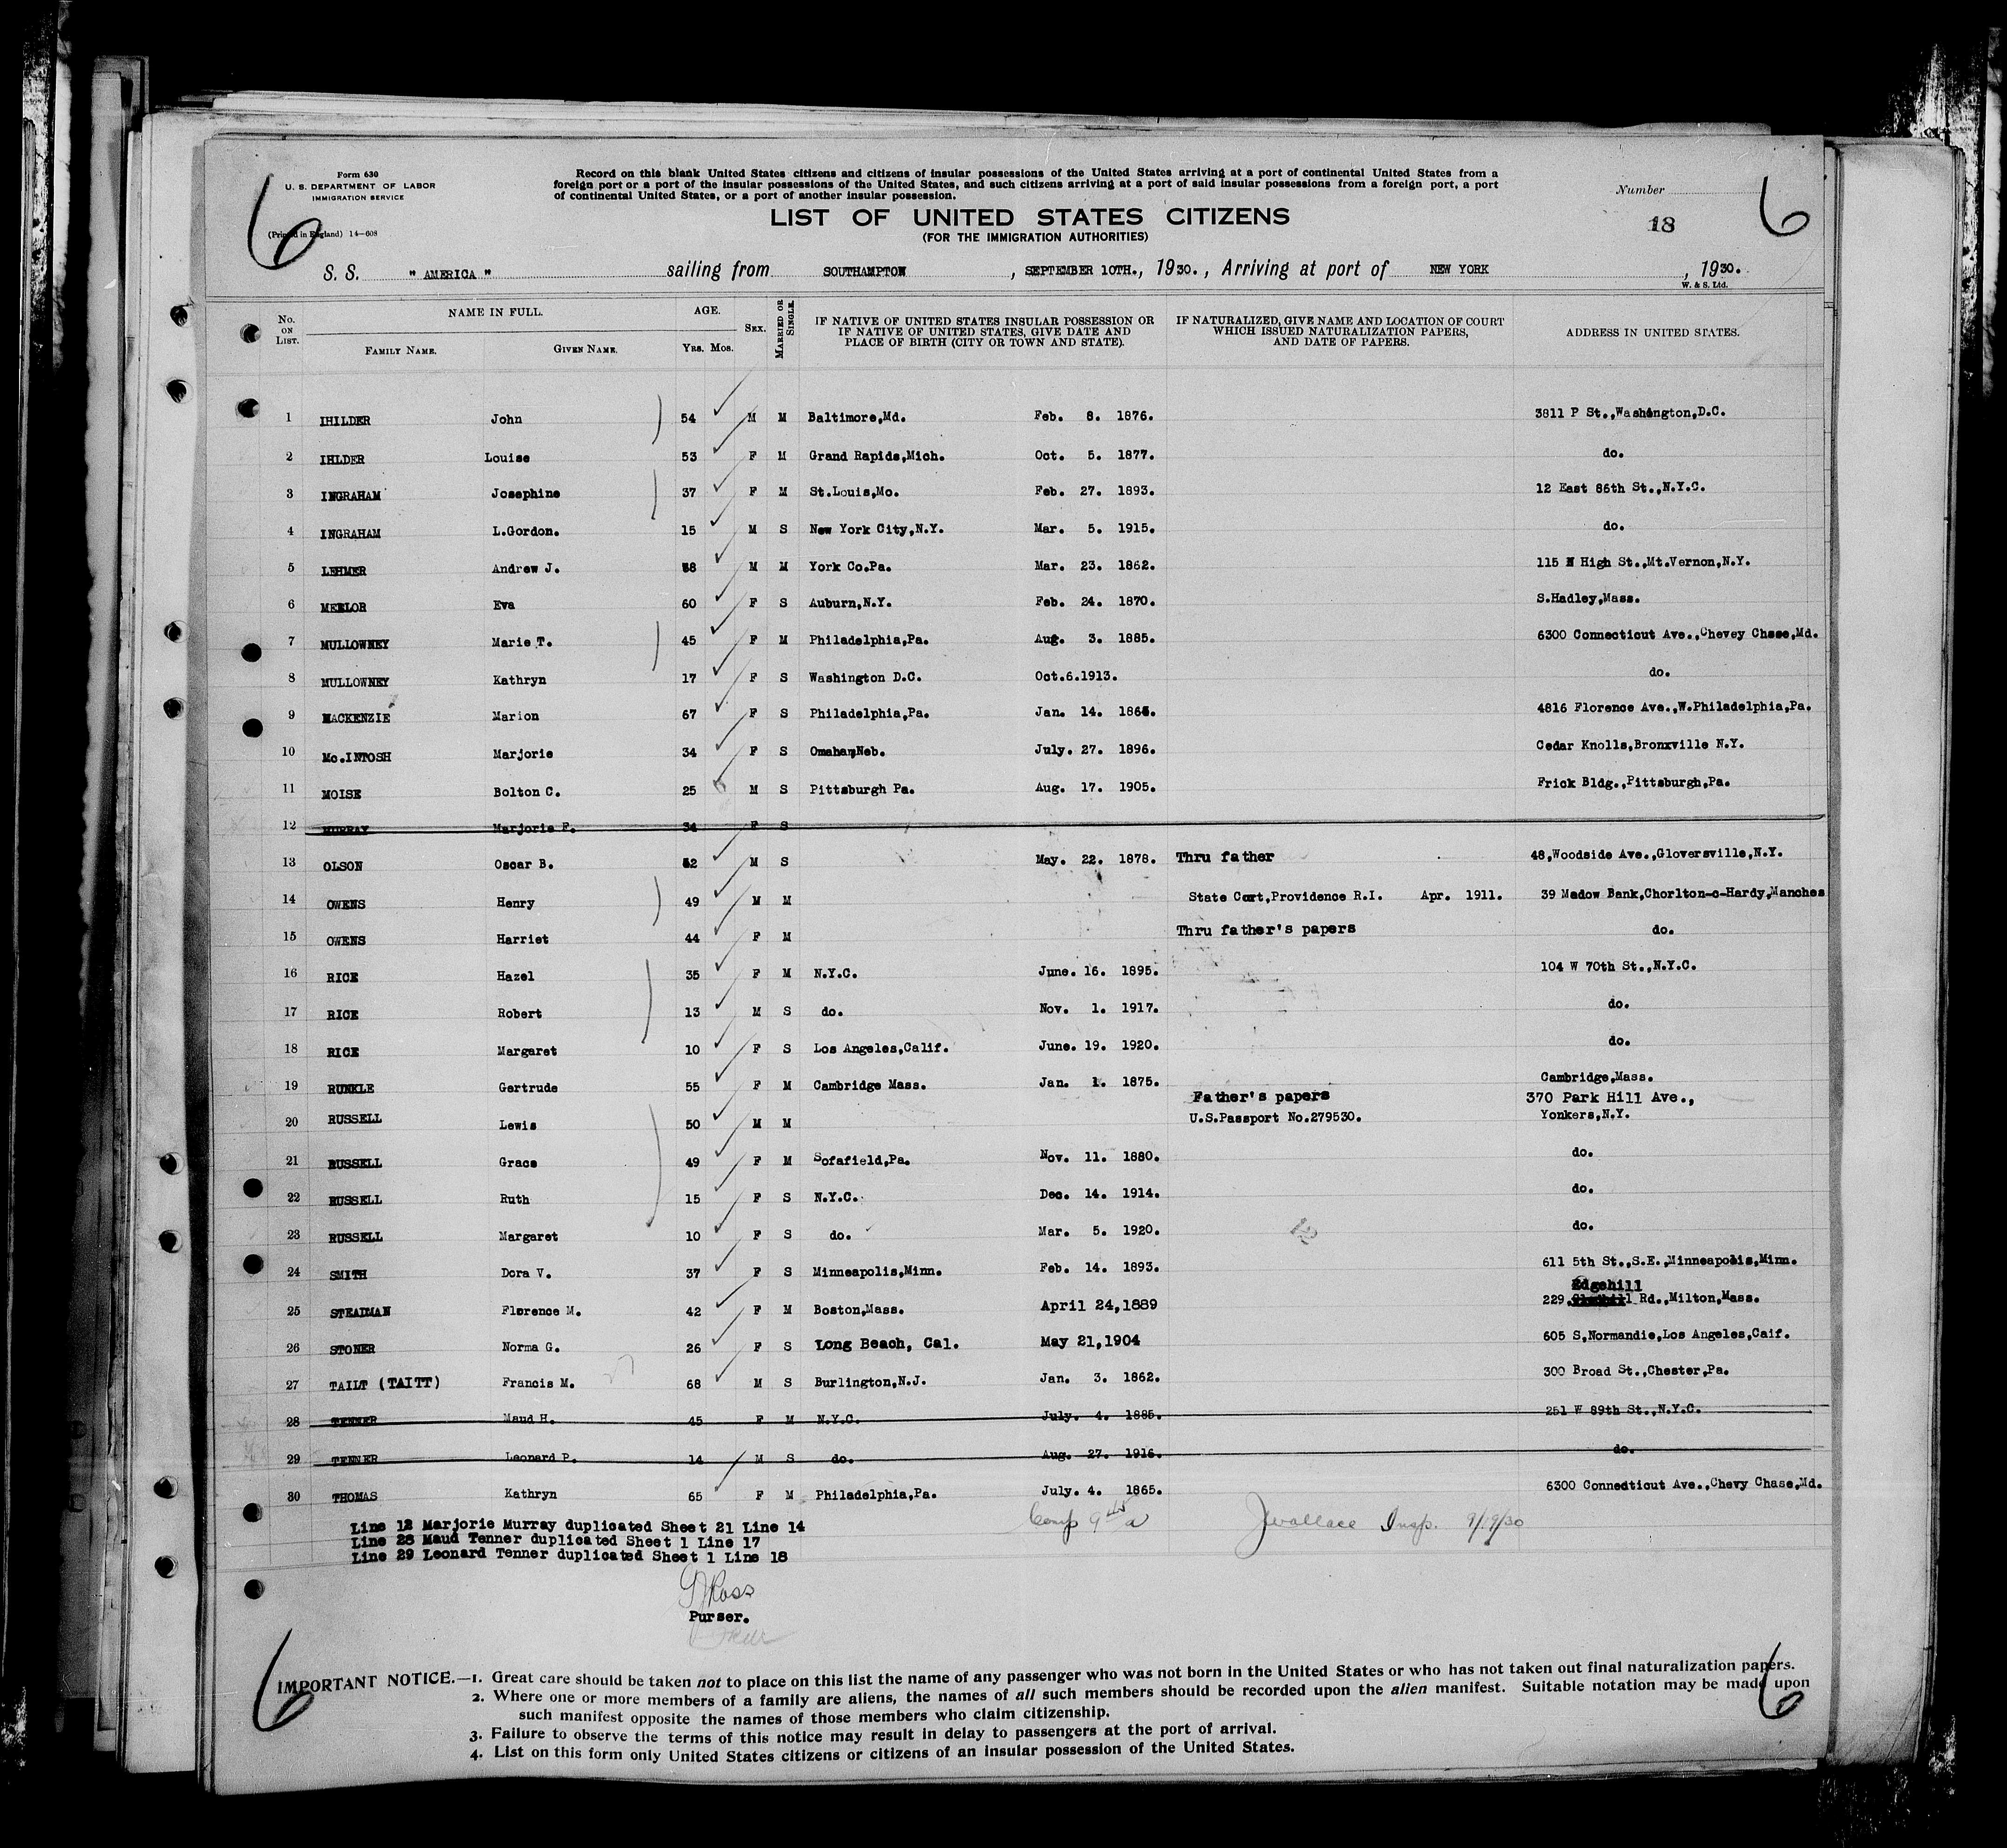 Form 630
U. S. DEPARTMENT OF LABOR
IMMIGRATION SERVICE
(Printed in England) 14—608
Record on this blank United States citizens and citizens of insular possessions of the United States arriving at a port of continental United States from a
foreign port or a port of the insular possessions of the United States, and such citizens arriving at a port of said insular possessions from a foreign port, a port
of continental United States, or a port of another insular possession.
Number
18
6
6
LIST OF UNITED STATES CITIZENS
(FOR THE IMMIGRATION AUTHORITIES)
S. S. " AMERICA " sailing from SOUTHAMPTON , SEPTEMBER 10TH., 1930. , Arriving at port of NEW YORK , 1930.
W. & S. Ltd.
No. ON LIST. NAME IN FULL. FAMILY NAME. GIVEN NAME. AGE. YRS. MOS. SEX. MARRIED OR SINGLE. IF NATIVE OF UNITED STATES INSULAR POSSESSION OR IF NATIVE OF UNITED STATES, GIVE DATE AND PLACE OF BIRTH (CITY OR TOWN AND STATE). IF NATURALIZED, GIVE NAME AND LOCATION OF COURT WHICH ISSUED NATURALIZATION PAPERS, AND DATE OF PAPERS. ADDRESS IN UNITED STATES.
1 IHILDER John 54 M M Baltimore,Md. Feb. 8. 1876. 3811 P St.,Washington,D.C.
2 IHLDER Louise 53 F M Grand Rapids,Mich. Oct. 5. 1877. do.
3 INGRAHAM Josephine 37 F M St.Louis,Mo. Feb. 27. 1893. 12 East 86th St.,N.Y.C.
4 INGRAHAM L.Gordon. 15 M S New York City,N.Y. Mar. 5. 1915. do.
5 LEHMER Andrew J. 68 M M York Co.Pa. Mar. 23. 1862. 115 N High St.,Mt.Vernon,N.Y.
6 MERLOR Eva 60 F S Auburn,N.Y. Feb. 24. 1870. S.Hadley,Mass.
7 MULLOWNEY Marie T. 45 F M Philadelphia,Pa. Aug. 3. 1885. 6300 Connecticut Ave.,Chevey Chase,Md.
8 MULLOWNEY Kathryn 17 F S Washington D.C. Oct.6.1913. do.
9 MACKENZIE Marion 67 F S Philadelphia,Pa. Jan. 14. 1863. 4816 Florence Ave.,W.Philadelphia,Pa.
10 Mc.INTOSH Marjorie 34 F S Omaha,Neb. July. 27. 1896. Cedar Knolls,Bronxville N.Y.
11 MOISE Bolton C. 25 M S Pittsburgh Pa. Aug. 17. 1905. Frick Bldg.,Pittsburgh,Pa.
12 MURRAY Marjorie F. 34 F S
13 OLSON Oscar B. 52 M S May. 22. 1878. Thru father 48,Woodside Ave.,Gloversville,N.Y.
14 OWENS Henry 49 M M State Cort,Providence R.I. Apr. 1911. 39 Madow Bank,Chorlton-c-Hardy,Manches
15 OWENS Harriet 44 F M Thru father's papers do.
16 RICE Hazel 35 F M N.Y.C. June. 16. 1895. 104 W 70th St.,N.Y.C.
17 RICE Robert 13 M S do. Nov. 1. 1917. do.
18 RICE Margaret 10 F S Los Angeles,Calif. June. 19. 1920. do.
19 RUNKLE Gertrude 55 F M Cambridge Mass. Jan. 1. 1875. Cambridge,Mass.
Father's papers 370 Park Hill Ave.,
20 RUSSELL Lewis 50 M M U.S.Passport No.279530. Yonkers,N.Y.
21 RUSSELL Grace 49 F M Sofafield,Pa. Nov. 11. 1880. do.
22 RUSSELL Ruth 15 F S N.Y.C. Dec. 14. 1914. do.
23 RUSSELL Margaret 10 F S do. Mar. 5. 1920. do.
24 SMITH Dora V. 37 F S Minneapolis,Minn. Feb. 14. 1893. 611 5th St.,S.E.,Minneapolis,Minn.
Edgehill
25 STEADMAN Florence M. 42 F M Boston,Mass. April 24,1889 229, Rd.,Milton,Mass.
26 STONER Norma G. 26 F S Long Beach, Cal. May 21,1904 605 S,Normandie,Los Angeles,Caif.
27 TAILT (TAITT) Francis M. 68 M S Burlington,N.J. Jan. 3. 1862. 300 Broad St.,Chester,Pa.
28 TENNER Maud H. 45 F M N.Y.C. July. 4. 1885. 251 W 89th St.,N.Y.C.
29 TENNER Leonard P. 14 M S do. Aug. 27. 1916. do.
30 THOMAS Kathryn 65 F M Philadelphia,Pa. July. 4. 1865. 6300 Connecticut Ave.,Chevy Chase,Md.
Line 12 Marjorie Murray duplicated Sheet 21 Line 14
Line 28 Maud Tenner duplicated Sheet 1 Line 17
Line 29 Leonard Tenner duplicated Sheet 1 Line 18
JWallace Insp. 9/19/30
Ross
Purser.
6
6
IMPORTANT NOTICE.—1. Great care should be taken not to place on this list the name of any passenger who was not born in the United States or who has not taken out final naturalization papers.
2. Where one or more members of a family are aliens, the names of all such members should be recorded upon the alien manifest. Suitable notation may be made upon
such manifest opposite the names of those members who claim citizenship.
3. Failure to observe the terms of this notice may result in delay to passengers at the port of arrival.
4. List on this form only United States citizens or citizens of an insular possession of the United States.